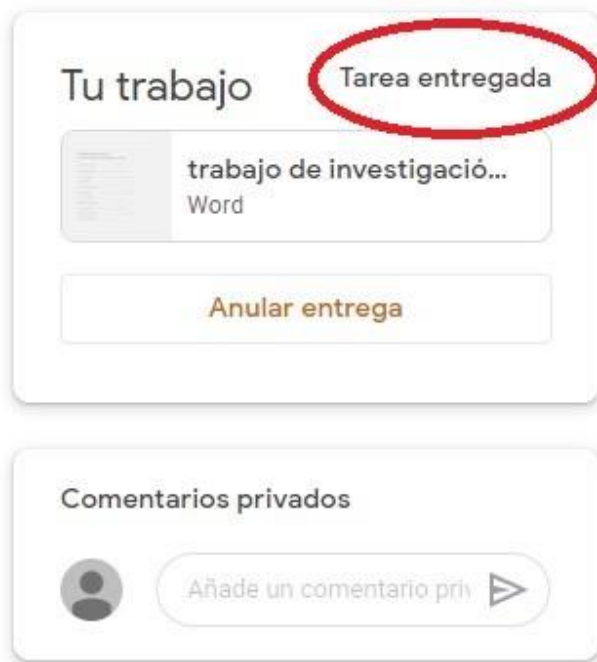 Tu trabajo
Tarea entregada
trabajo de investigació...
Word
Anular entrega
Comentarios privados
Añade un comentario priv